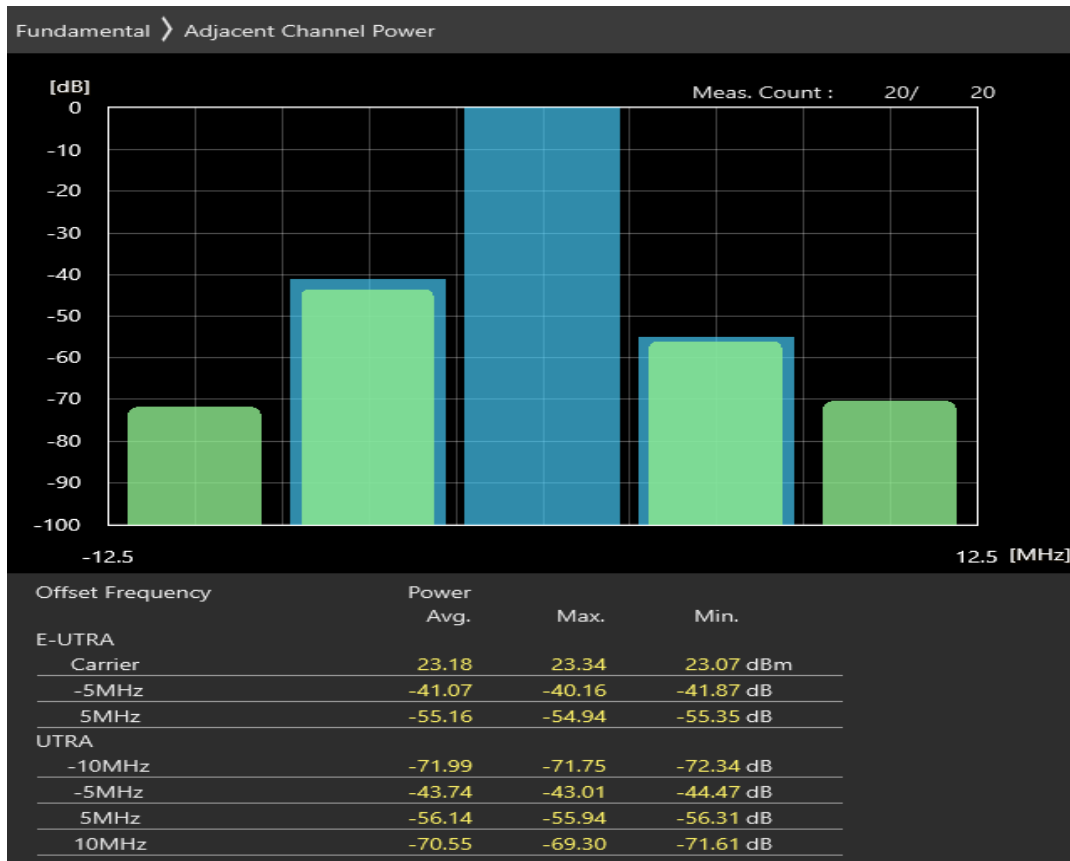 Fundamental ❯ Adjacent Channel Power
[dB]
Meas. Count : 20/ 20
0
-10
-20
-30
-40
-50
-60
-70
-80
-90
-100
-12.5 12.5 [MHz]
Offset Frequency Power
Avg. Max. Min.
E-UTRA
Carrier 23.18 23.34 23.07 dBm
-5MHz -41.07 -40.16 -41.87 dB
5MHz -55.16 -54.94 -55.35 dB
UTRA
-10MHz -71.99 -71.75 -72.34 dB
-5MHz -43.74 -43.01 -44.47 dB
5MHz -56.14 -55.94 -56.31 dB
10MHz -70.55 -69.30 -71.61 dB